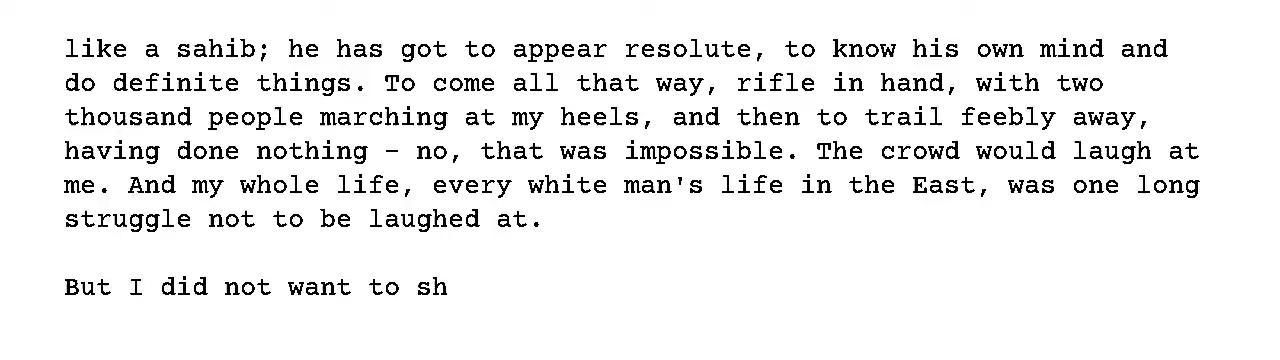 like a sahib; he has got to appear resolute, to know his own mind and
do definite things. To come all that way, rifle in hand, with two
thousand people marching at my heels, and then to trail feebly away,
having done nothing – no, that was impossible. The crowd would laugh at
me. And my whole life, every white man's life in the East, was one long
struggle not to be laughed at.

But I did not want to sh